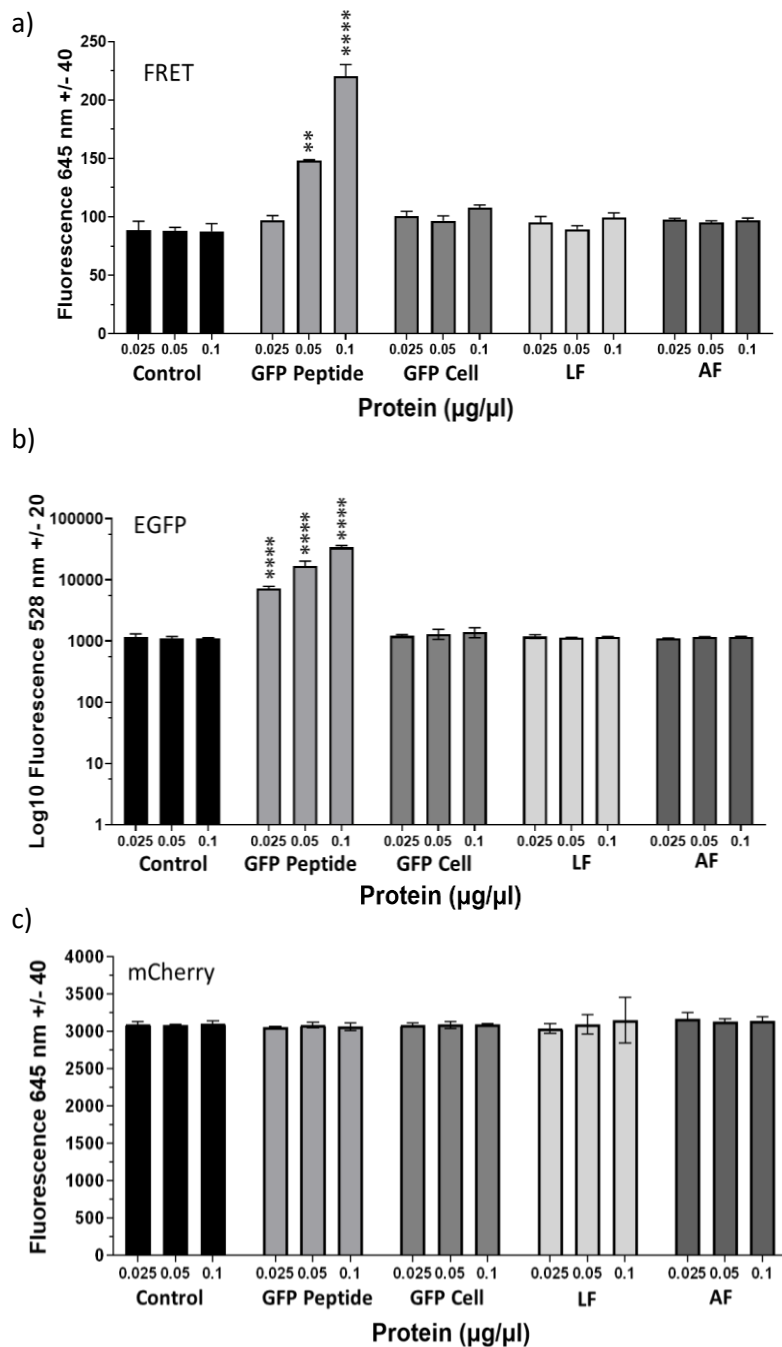 a)
FRET
Fluorescence 645 nm +/- 40
250
200
150
100
50
0
**
****
0.025 0.05 0.1 0.025 0.05 0.1 0.025 0.05 0.1 0.025 0.05 0.1 0.025 0.05 0.1
Control GFP Peptide GFP Cell LF AF
Protein (µg/µl)
b)
EGFP
Log10 Fluorescence 528 nm +/- 20
100000
10000
1000
100
10
1
****
****
****
0.025 0.05 0.1 0.025 0.05 0.1 0.025 0.05 0.1 0.025 0.05 0.1 0.025 0.05 0.1
Control GFP Peptide GFP Cell LF AF
Protein (µg/µl)
c)
mCherry
Fluorescence 645 nm +/- 40
4000
3500
3000
2500
2000
1500
1000
500
0
0.025 0.05 0.1 0.025 0.05 0.1 0.025 0.05 0.1 0.025 0.05 0.1 0.025 0.05 0.1
Control GFP Peptide GFP Cell LF AF
Protein (µg/µl)